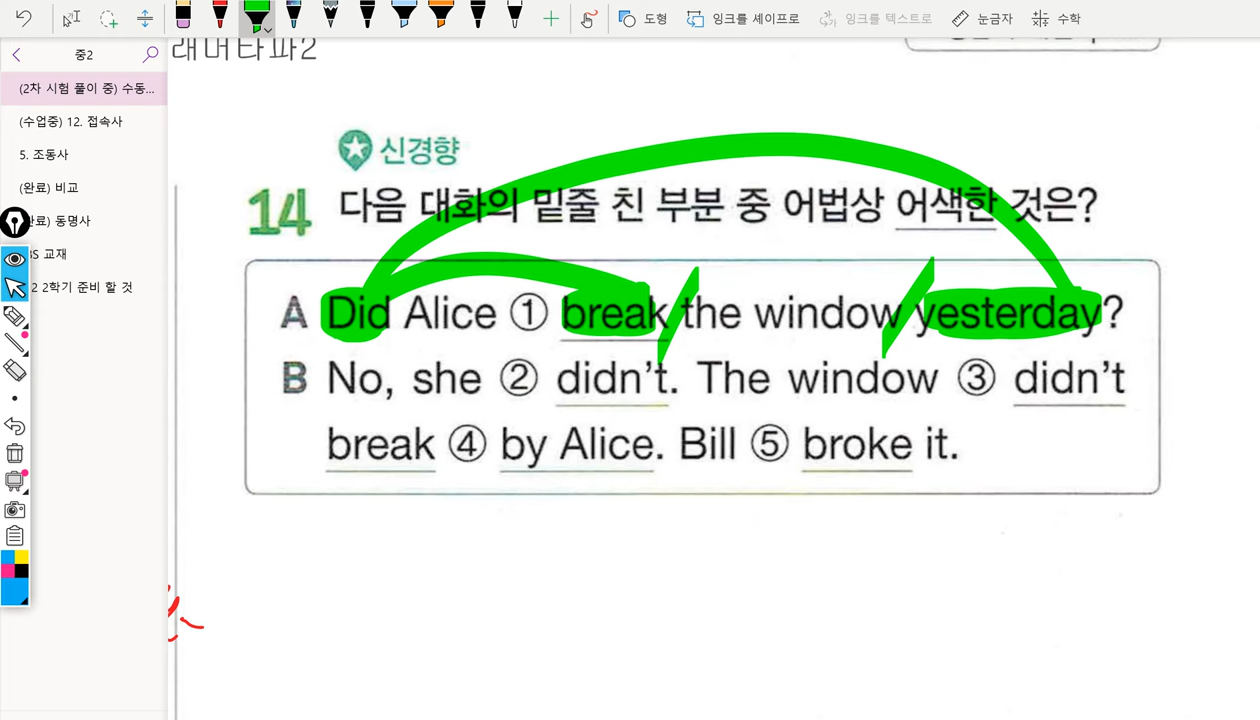 도형
잉크를 셰이프로
잉크를 텍스트로
눈금자
수학
중2
(2차 시험 풀이 중) 수동...
(수업중) 12. 접속사
5. 조동사
(완료) 비교
완료) 동명사
교재
2 2학기 준비 할 것
신경향
14 다음 대화의 밑줄 친 부분 중 어법상 어색한 것은?
A Did Alice ① break the window yesterday?
B No, she ② didn't. The window ③ didn't
break ④ by Alice. Bill ⑤ broke it.